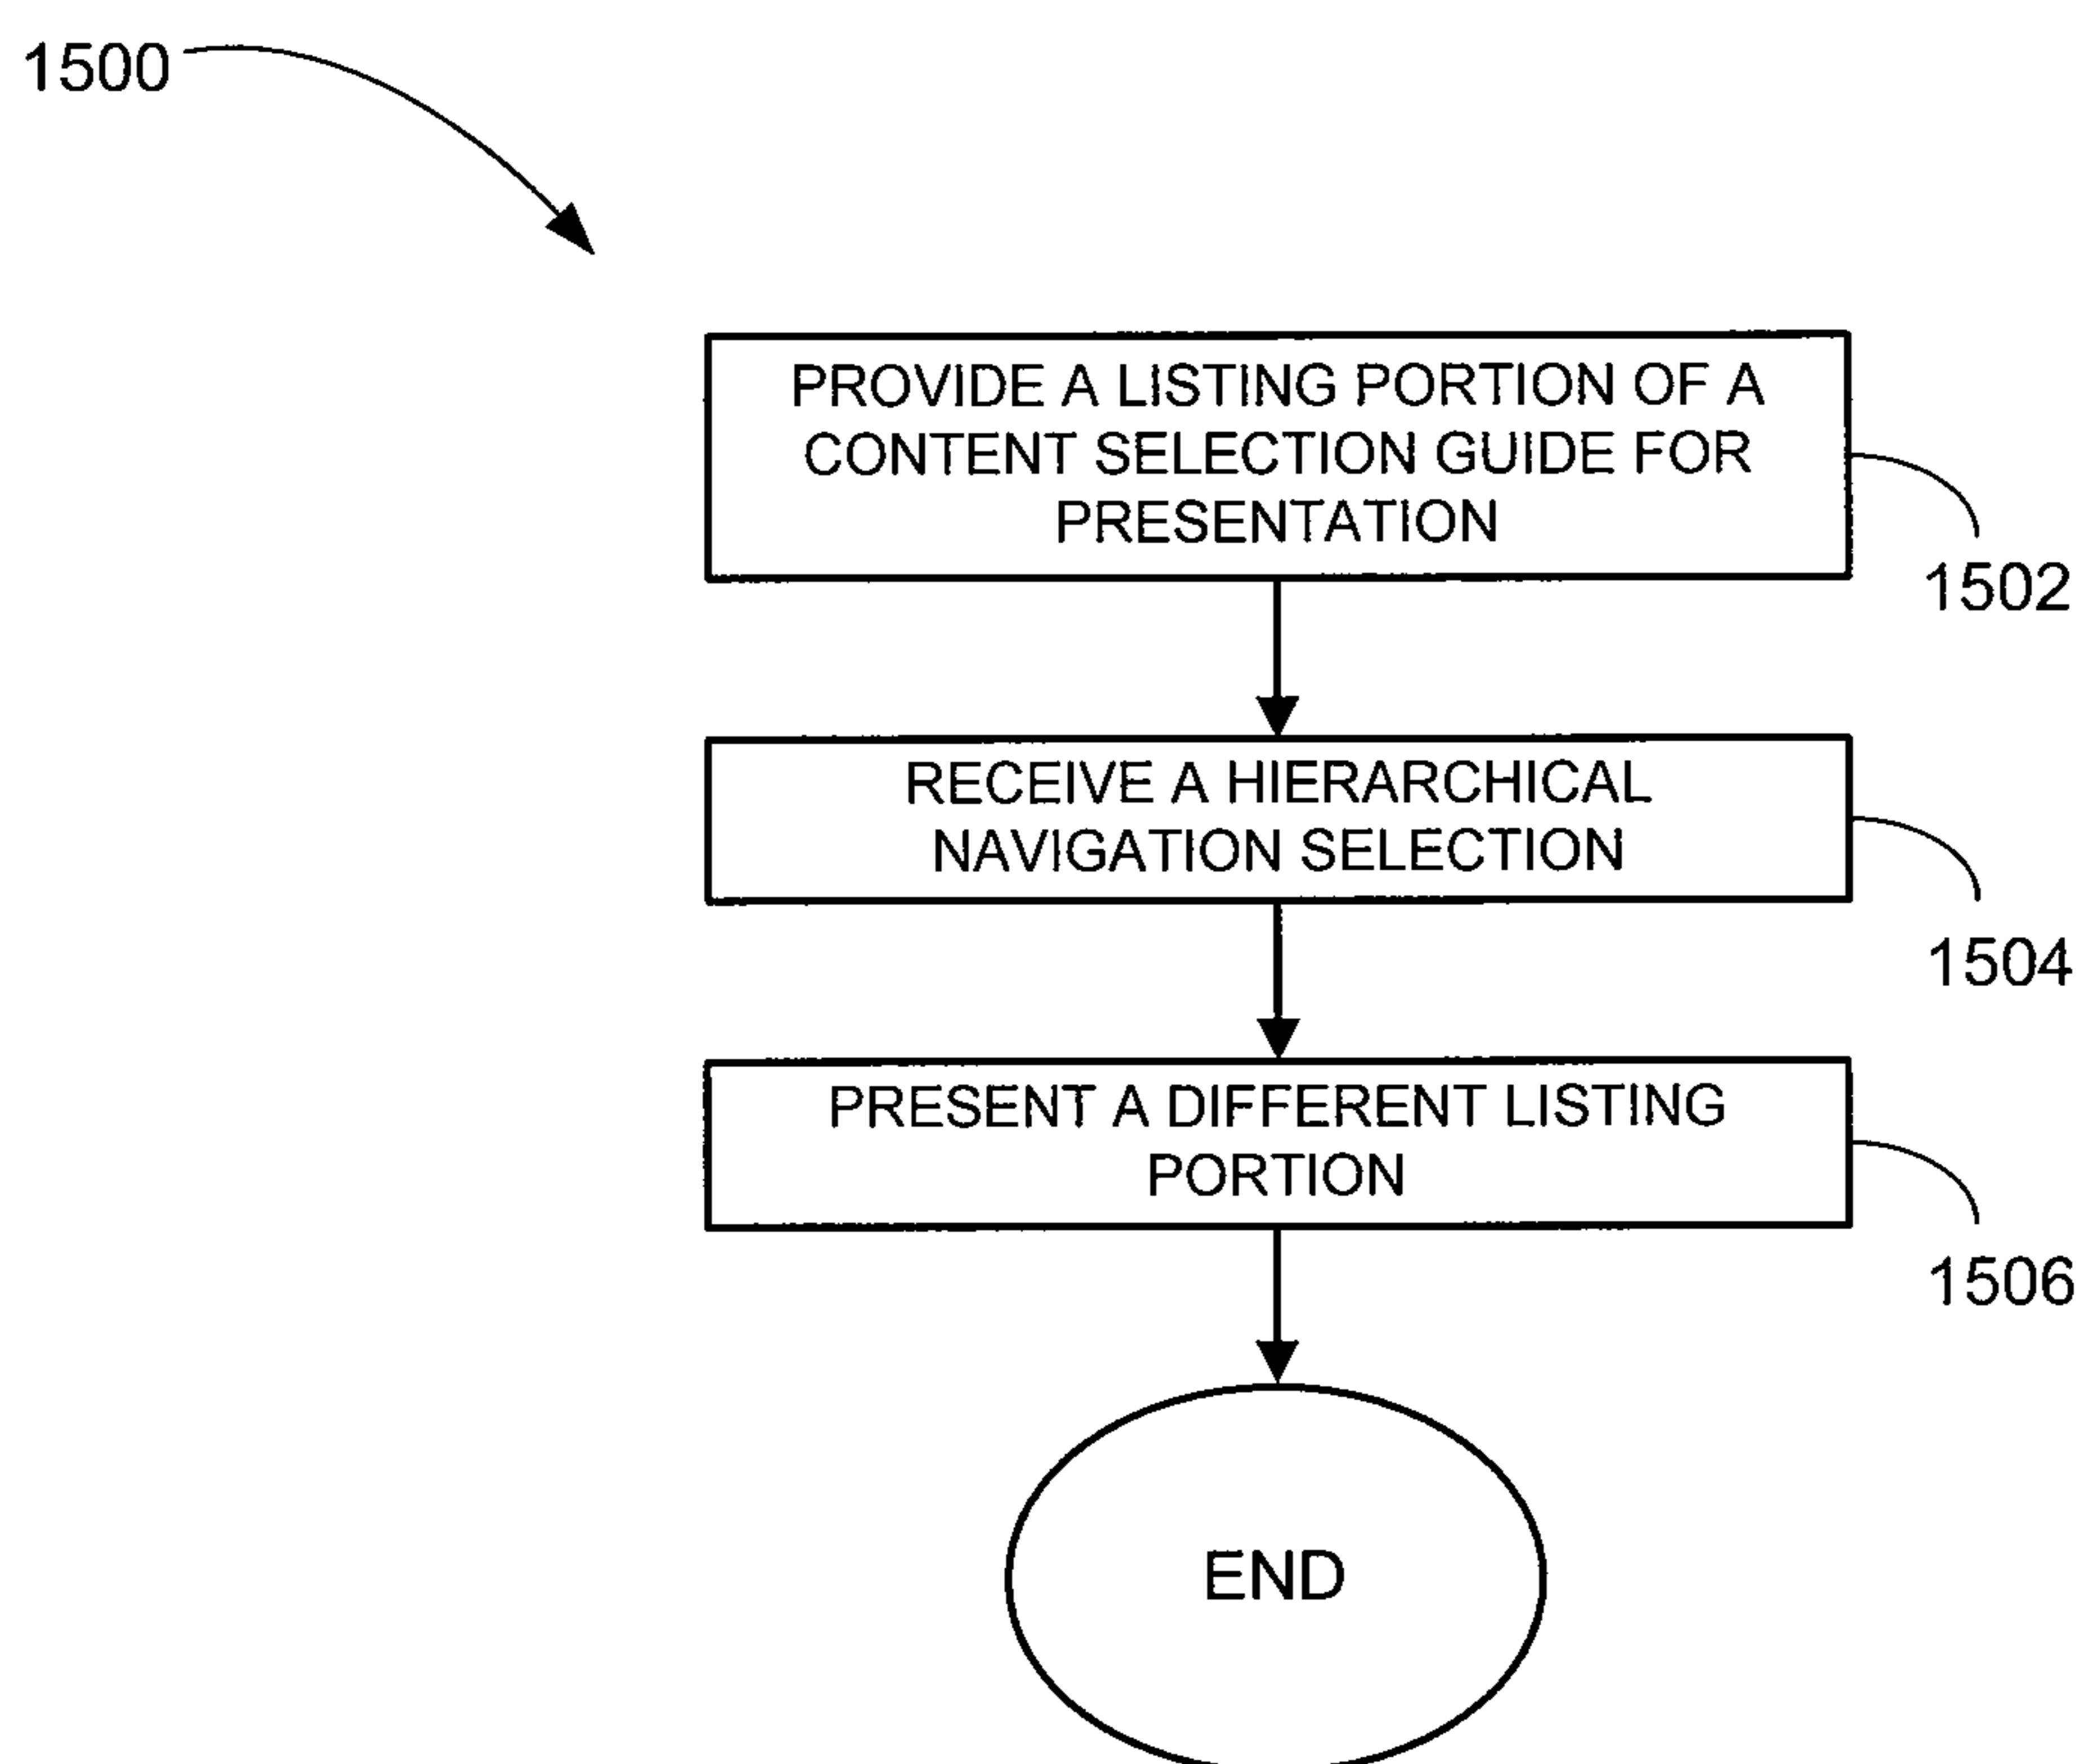 1500
PROVIDE A LISTING PORTION OF A
CONTENT SELECTION GUIDE FOR
PRESENTATION
1502
RECEIVE A HIERARCHICAL
NAVIGATION SELECTION
1504
PRESENT A DIFFERENT LISTING
PORTION
1506
END